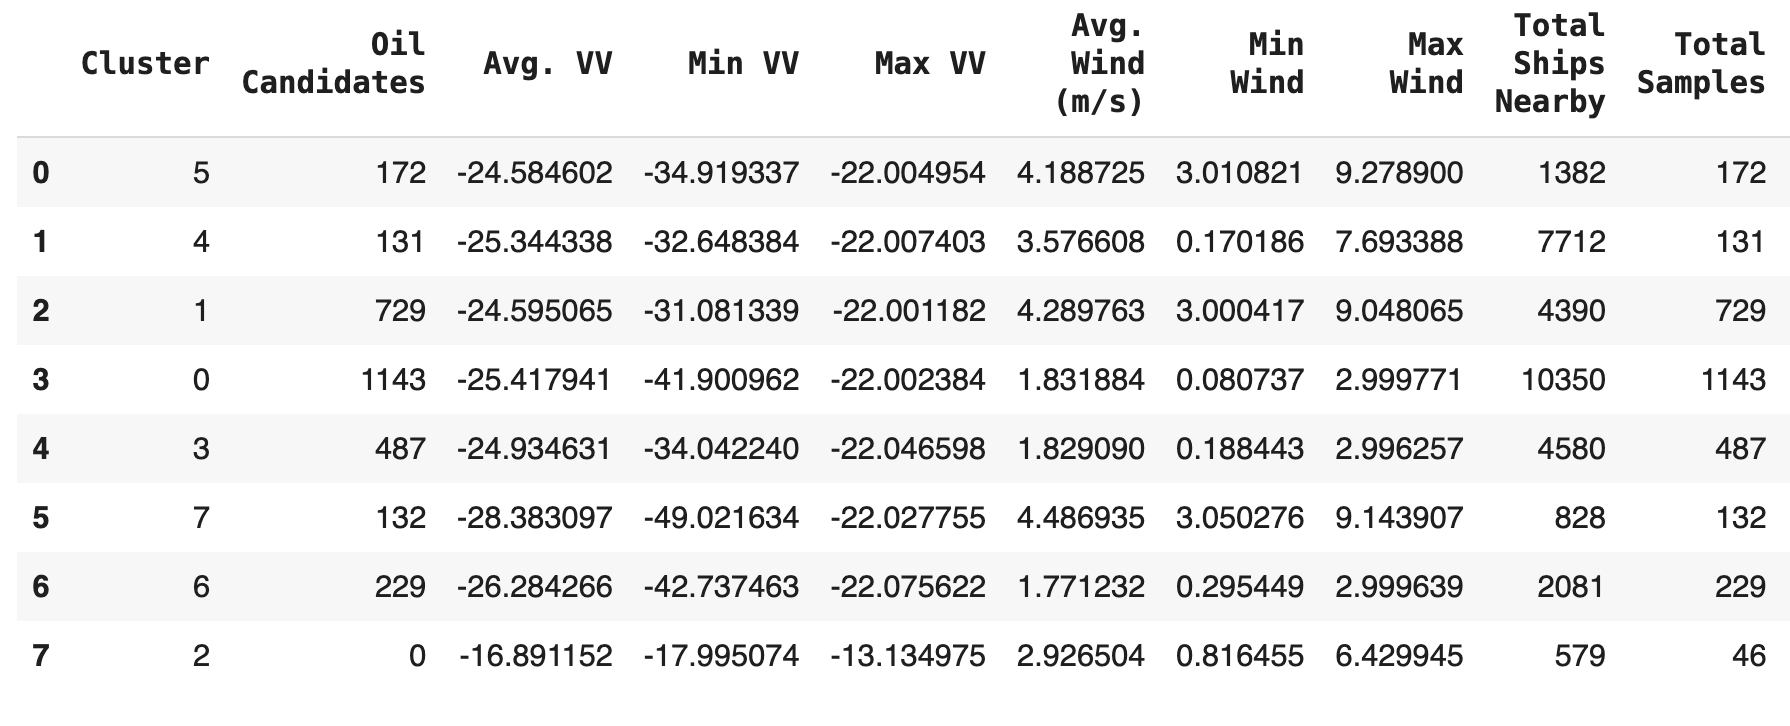 Cluster Oil Candidates Avg. VV Min VV Max VV Avg. Wind (m/s) Min Wind Max Wind Total Ships Nearby Total Samples
0 5 172 -24.584602 -34.919337 -22.004954 4.188725 3.010821 9.278900 1382 172
1 4 131 -25.344338 -32.648384 -22.007403 3.576608 0.170186 7.693388 7712 131
2 1 729 -24.595065 -31.081339 -22.001182 4.289763 3.000417 9.048065 4390 729
3 0 1143 -25.417941 -41.900962 -22.002384 1.831884 0.080737 2.999771 10350 1143
4 3 487 -24.934631 -34.042240 -22.046598 1.829090 0.188443 2.996257 4580 487
5 7 132 -28.383097 -49.021634 -22.027755 4.486935 3.050276 9.143907 828 132
6 6 229 -26.284266 -42.737463 -22.075622 1.771232 0.295449 2.999639 2081 229
7 2 0 -16.891152 -17.995074 -13.134975 2.926504 0.816455 6.429945 579 46